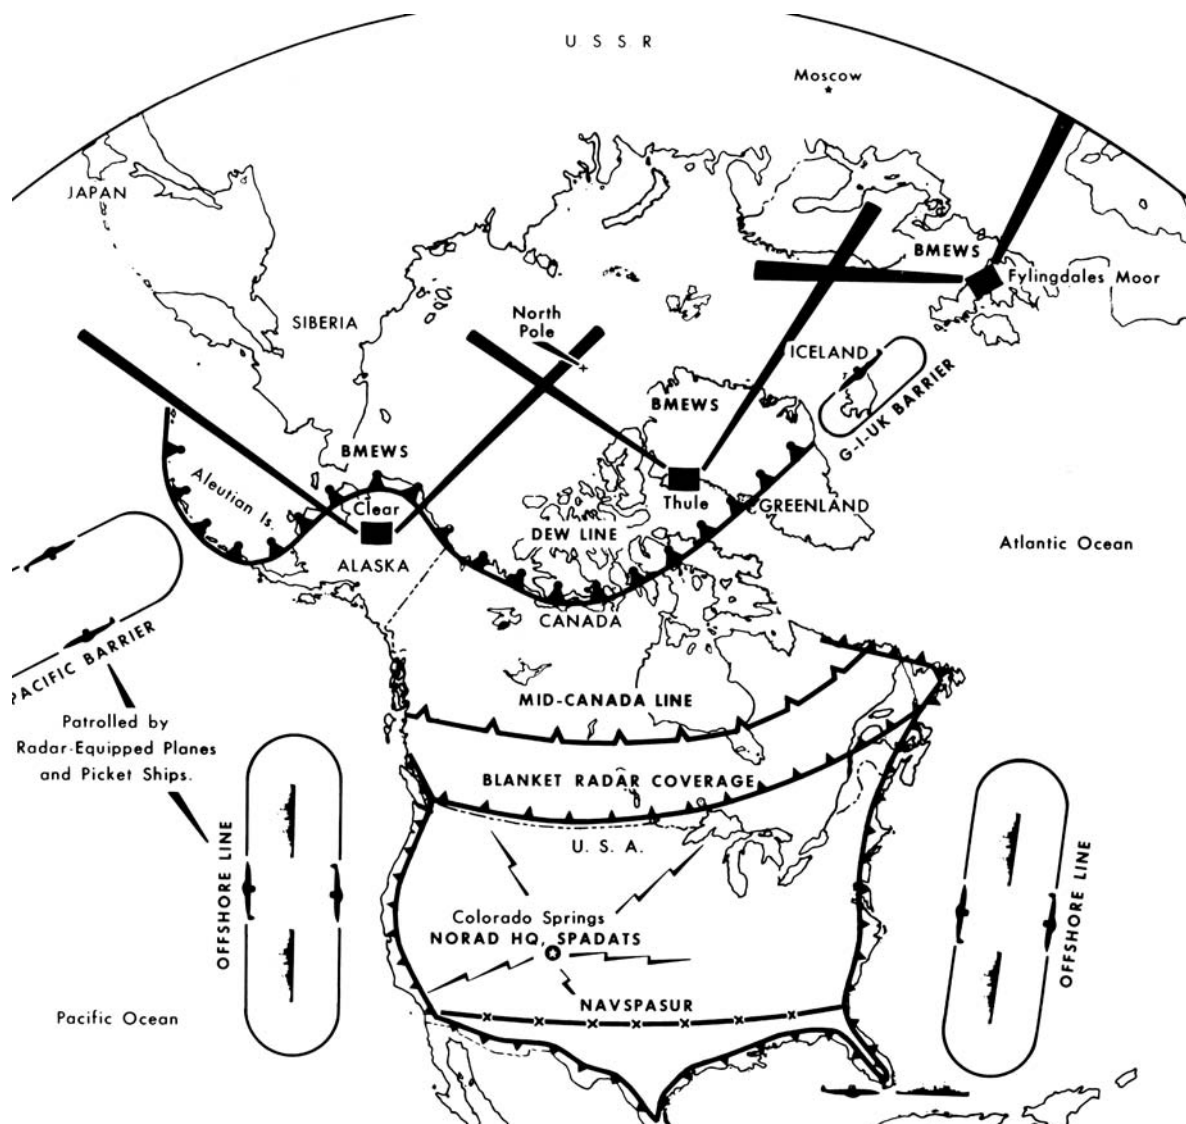 U. S. S. R
Moscow
JAPAN
BMEWS
Fylingdales Moor
SIBERIA
North
Pole
ICELAND
G-I-UK BARRIER
BMEWS
BMEWS
Aleutian Is.
Clear
Thule
GREENLAND
DEW LINE
Atlantic Ocean
ALASKA
CANADA
PACIFIC BARRIER
MID-CANADA LINE
Patrolled by
Radar-Equipped Planes
and Picket Ships.
BLANKET RADAR COVERAGE
U. S. A.
OFFSHORE LINE
Colorado Springs
NORAD HQ, SPADATS
OFFSHORE LINE
NAVSPASUR
Pacific Ocean